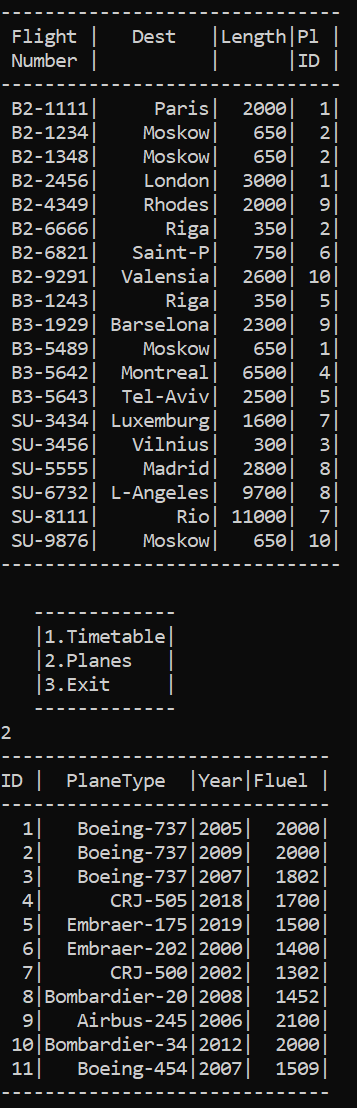 ------------------------------
 Flight |   Dest   |Length|Pl |
 Number |          |      |ID |
------------------------------
 B2-1111|     Paris|  2000|  1|
 B2-1234|    Moskow|   650|  2|
 B2-1348|    Moskow|   650|  2|
 B2-2456|    London|  3000|  1|
 B2-4349|    Rhodes|  2000|  9|
 B2-6666|      Riga|   350|  2|
 B2-6821|   Saint-P|   750|  6|
 B2-9291|  Valensia|  2600| 10|
 B3-1243|      Riga|   350|  5|
 B3-1929| Barselona|  2300|  9|
 B3-5489|    Moskow|   650|  1|
 B3-5642|  Montreal|  6500|  4|
 B3-5643|  Tel-Aviv|  2500|  5|
 SU-3434| Luxemburg|  1600|  7|
 SU-3456|   Vilnius|   300|  3|
 SU-5555|    Madrid|  2800|  8|
 SU-6732| L-Angeles|  9700|  8|
 SU-8111|       Rio| 11000|  7|
 SU-9876|    Moskow|   650| 10|
------------------------------
   -------------
   |1.Timetable|
   |2.Planes   |
   |3.Exit     |
   -------------
2
-----------------------------
ID |  PlaneType  |Year|Fluel |
-----------------------------
  1|   Boeing-737|2005|  2000|
  2|   Boeing-737|2009|  2000|
  3|   Boeing-737|2007|  1802|
  4|      CRJ-505|2018|  1700|
  5|  Embraer-175|2019|  1500|
  6|  Embraer-202|2000|  1400|
  7|      CRJ-500|2002|  1302|
  8|Bombardier-20|2008|  1452|
  9|   Airbus-245|2006|  2100|
 10|Bombardier-34|2012|  2000|
 11|   Boeing-454|2007|  1509|
-----------------------------